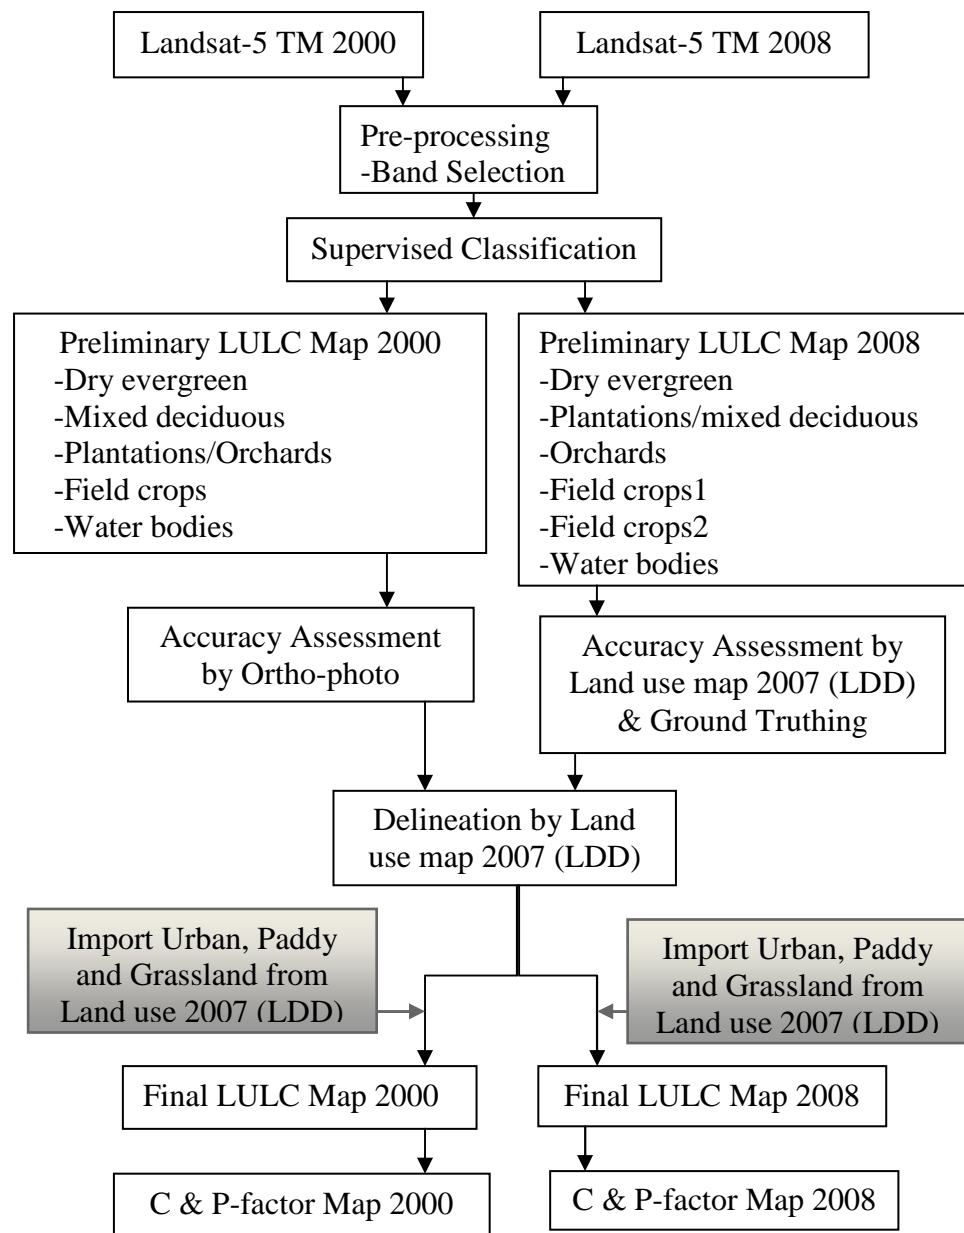 Landsat-5 TM 2000
Landsat-5 TM 2008
Pre-processing
-Band Selection
Supervised Classification
Preliminary LULC Map 2000
-Dry evergreen
-Mixed deciduous
-Plantations/Orchards
-Field crops
-Water bodies
Preliminary LULC Map 2008
-Dry evergreen
-Plantations/mixed deciduous
-Orchards
-Field crops1
-Field crops2
-Water bodies
Accuracy Assessment
by Ortho-photo
Accuracy Assessment by
Land use map 2007 (LDD)
& Ground Truthing
Delineation by Land
use map 2007 (LDD)
Import Urban, Paddy
and Grassland from
Land use 2007 (LDD)
Import Urban, Paddy
and Grassland from
Land use 2007 (LDD)
Final LULC Map 2000
Final LULC Map 2008
C & P-factor Map 2000
C & P-factor Map 2008